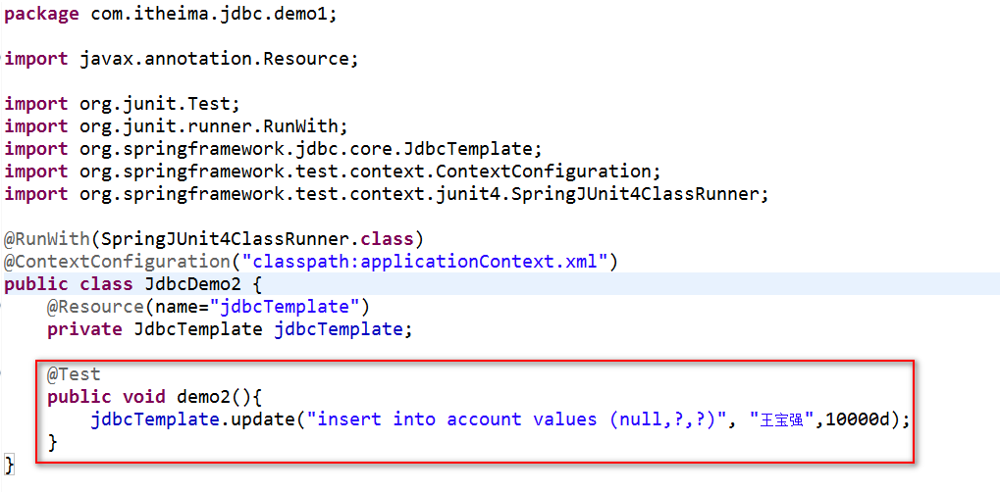 package com.itheima.jdbc.demo1;
import javax.annotation.Resource;
import org.junit.Test;
import org.junit.runner.RunWith;
import org.springframework.jdbc.core.JdbcTemplate;
import org.springframework.test.context.ContextConfiguration;
import org.springframework.test.context.junit4.SpringJUnit4ClassRunner;
@RunWith(SpringJUnit4ClassRunner.class)
@ContextConfiguration("classpath:applicationContext.xml")
public class JdbcDemo2 {
@Resource(name="jdbcTemplate")
private JdbcTemplate jdbcTemplate;
@Test
public void demo2(){
jdbcTemplate.update("insert into account values (null,?,?)", "王宝强",10000d);
}
}